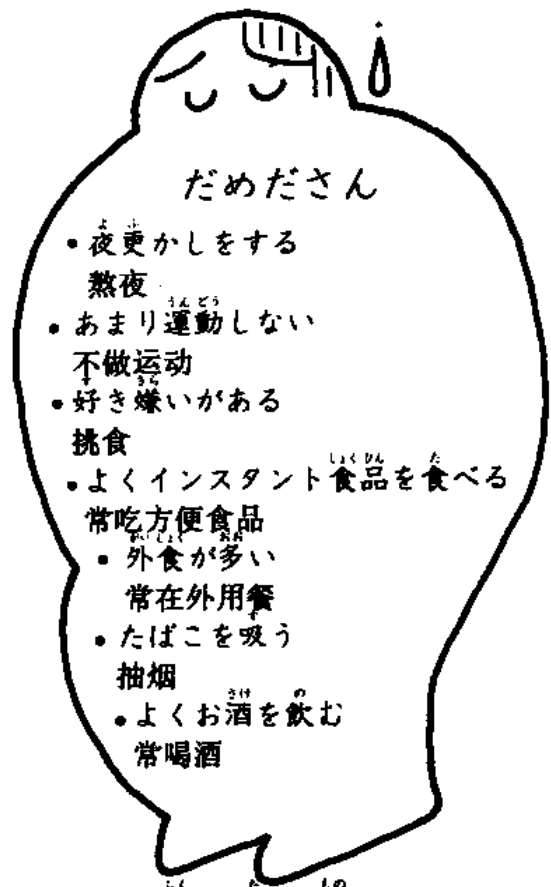 だめださん
・夜更かしをする
熬夜
・あまり運動しない
不做运动
・好き嫌いがある
挑食
・よくインスタント食品を食べる
常吃方便食品
・外食が多い
常在外用餐
・たばこを吸う
抽烟
・よくお酒を飲む
常喝酒